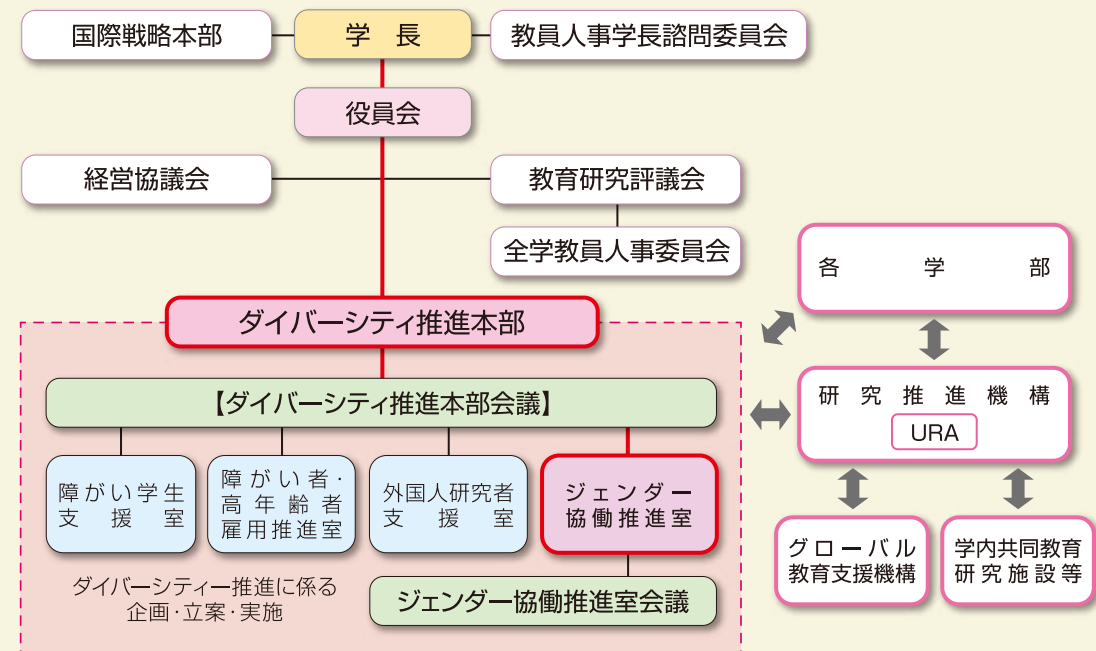 国際戦略本部
学長
教員人事学長諮問委員会
役員会
経営協議会
教育研究評議会
全学教員人事委員会
ダイバーシティ推進本部
【ダイバーシティ推進本部会議】
障がい学生
支援室
障がい者・
高年齢者
雇用推進室
外国人研究者
支援室
ジェンダー
協働推進室
ダイバーシティー推進に係る
企画・立案・実施
ジェンダー協働推進室会議
各学部
研究推進機構
URA
グローバル
教育支援機構
学内共同教育
研究施設等